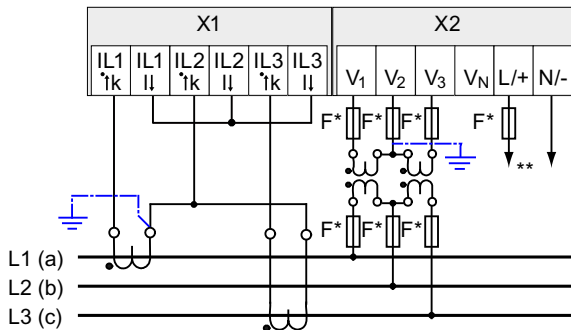 X1 X2
IL1 IL1 IL2 IL2 IL3 IL3
↑k l↓ ↑k l↓ ↑k l↓
V1 V2 V3 VN L/+ N/-
F* F* F* F*
**
F* F* F*
L1 (a)
L2 (b)
L3 (c)